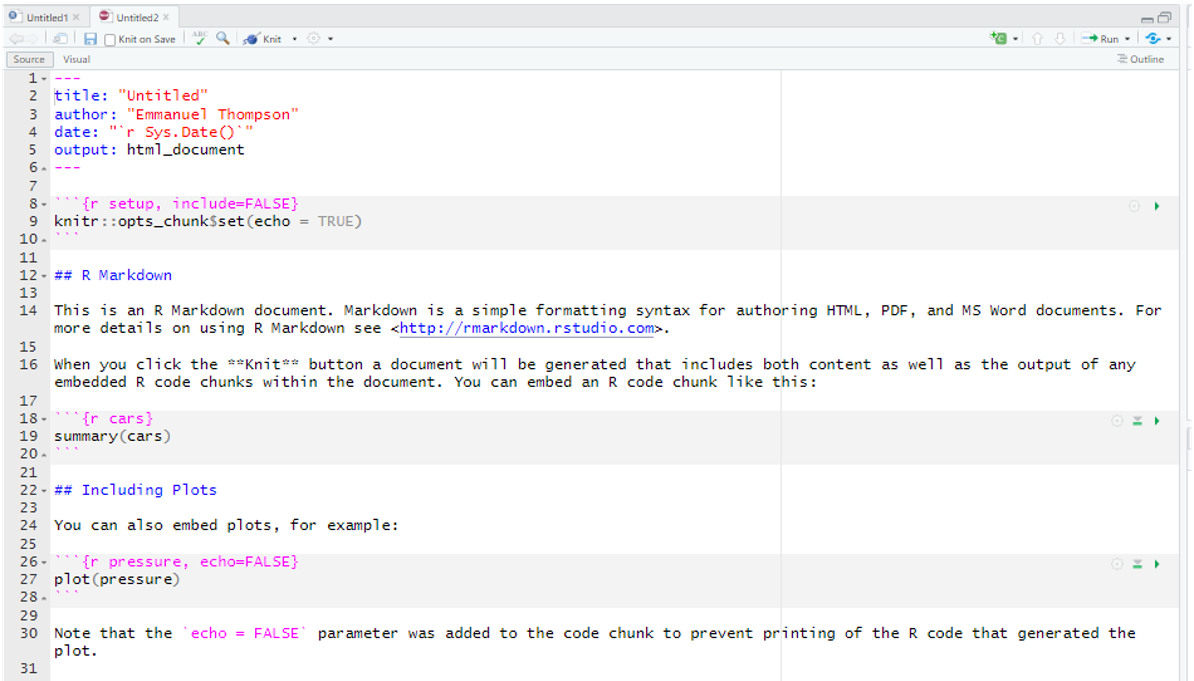 Untitled1 × Untitled2 ×
Knit on Save ABC Knit Run
Source Visual Outline
1 ---
2 title: "Untitled"
3 author: "Emmanuel Thompson"
4 date: "`r Sys.Date()`"
5 output: html_document
6 ---
7
8 ```{r setup, include=FALSE}
9 knitr::opts_chunk$set(echo = TRUE)
10 ```
11
12 ## R Markdown
13
14 This is an R Markdown document. Markdown is a simple formatting syntax for authoring HTML, PDF, and MS Word documents. For
more details on using R Markdown see <http://rmarkdown.rstudio.com>.
15
16 When you click the **Knit** button a document will be generated that includes both content as well as the output of any
embedded R code chunks within the document. You can embed an R code chunk like this:
17
18 ```{r cars}
19 summary(cars)
20 ```
21
22 ## Including Plots
23
24 You can also embed plots, for example:
25
26 ```{r pressure, echo=FALSE}
27 plot(pressure)
28 ```
29
30 Note that the `echo = FALSE` parameter was added to the code chunk to prevent printing of the R code that generated the
plot.
31